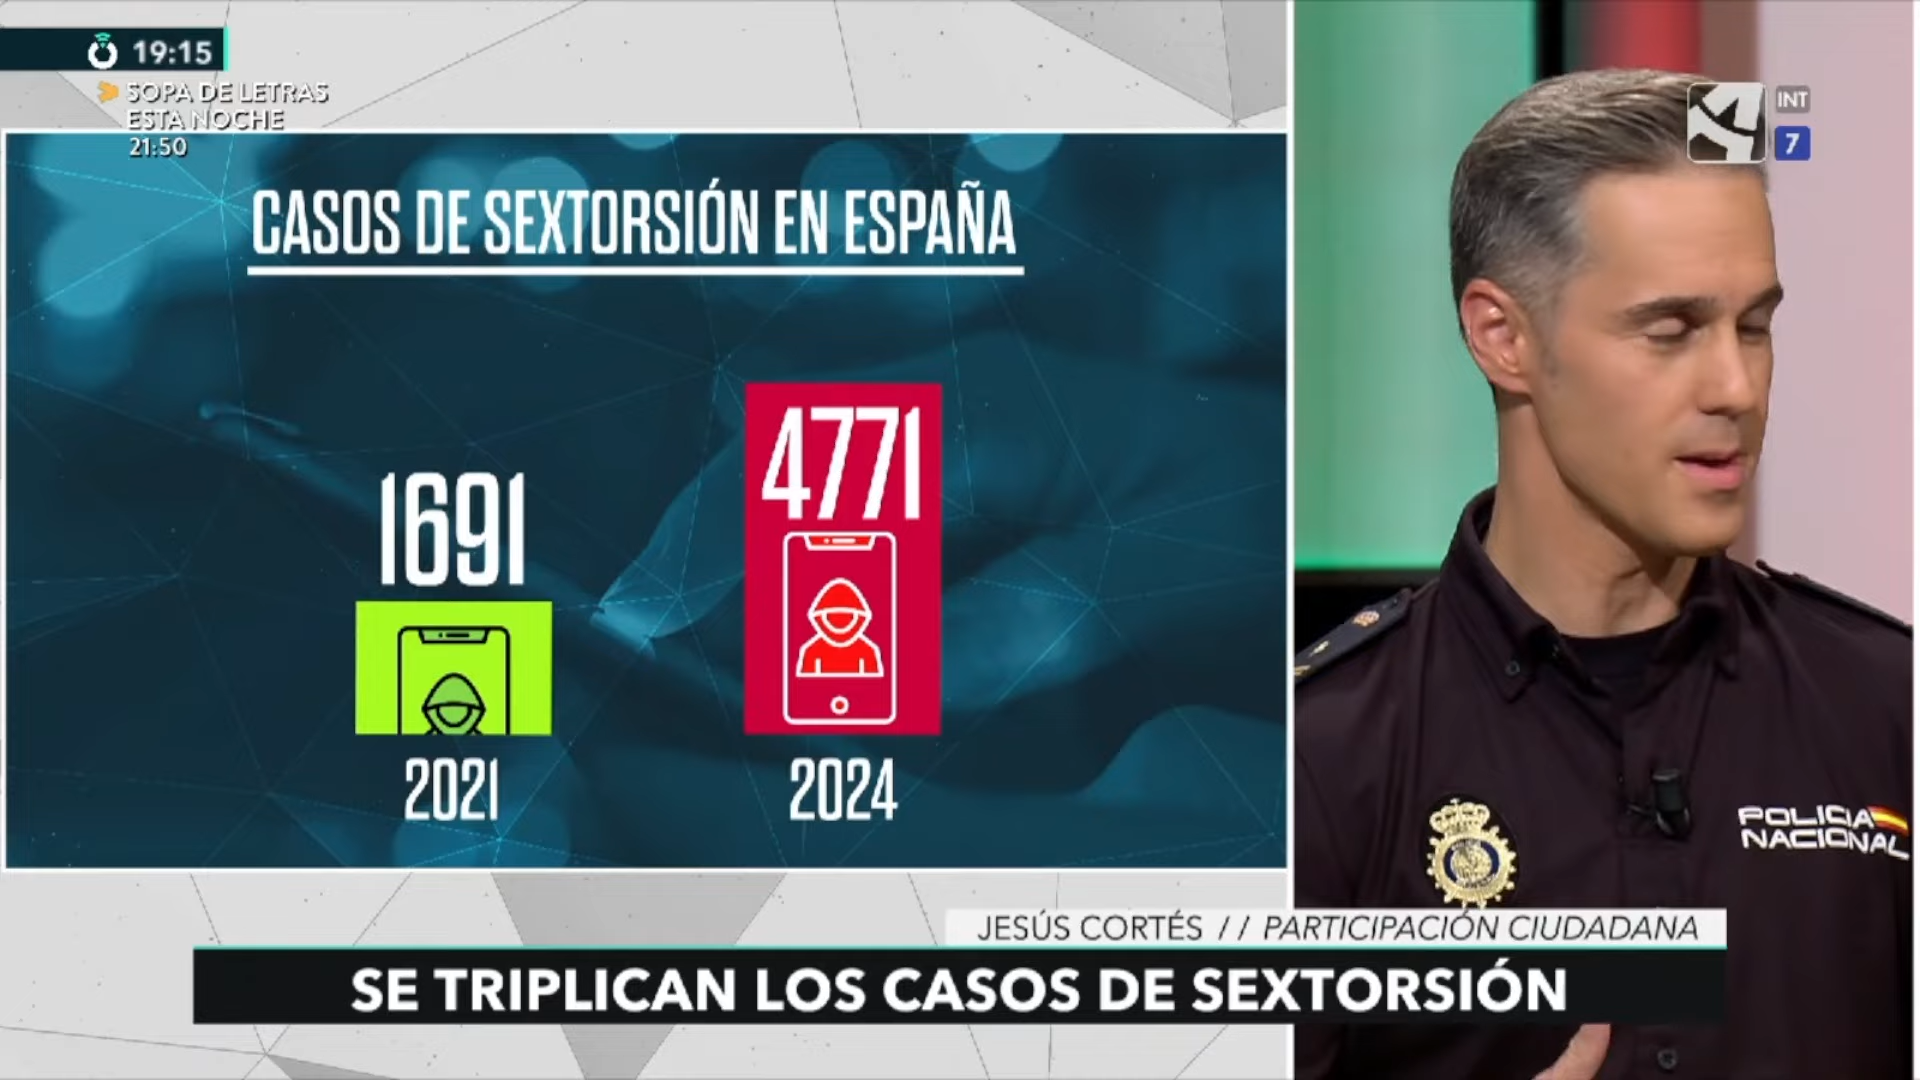 19:15
SOPA DE LETRAS
ESTA NOCHE
21:50
INT
7
CASOS DE SEXTORSIÓN EN ESPAÑA
1691
4771
2021
2024
POLICIA
NACIONAL
JESÚS CORTÉS // PARTICIPACIÓN CIUDADANA
SE TRIPLICAN LOS CASOS DE SEXTORSIÓN